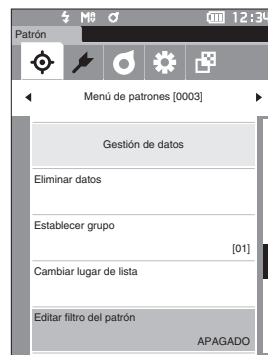 12:34
Patrón
Menú de patrones [0003]
Gestión de datos
Eliminar datos
Establecer grupo
[01]
Cambiar lugar de lista
Editar filtro del patrón
APAGADO